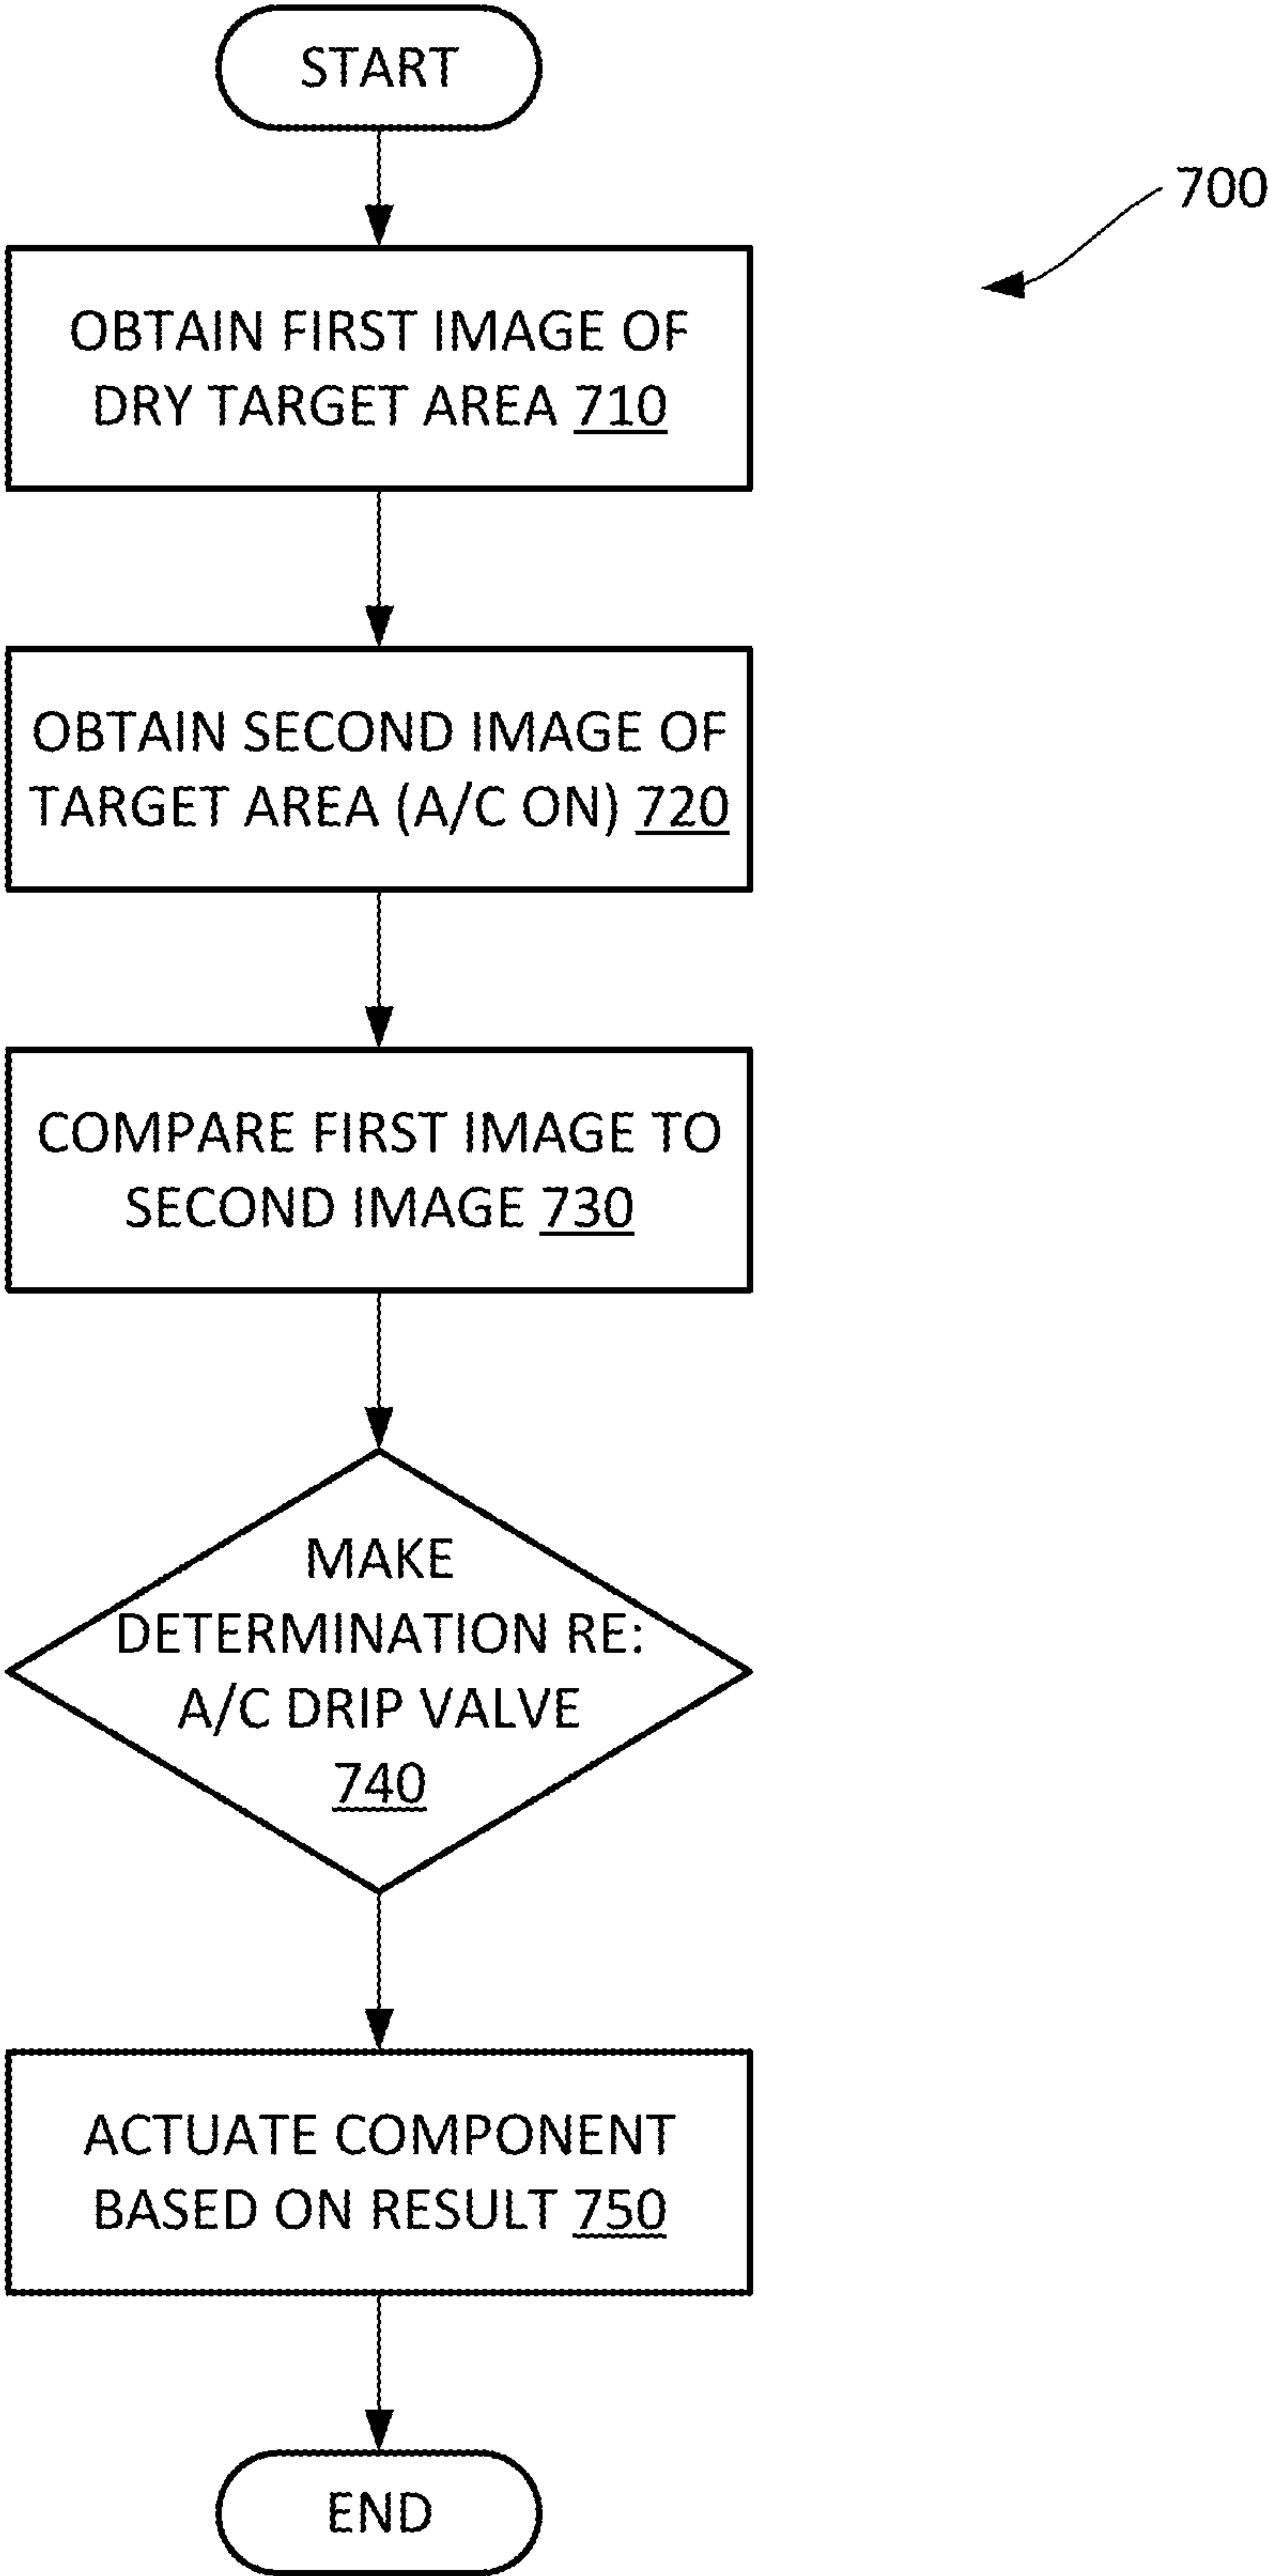 START
700
OBTAIN FIRST IMAGE OF
DRY TARGET AREA 710
OBTAIN SECOND IMAGE OF
TARGET AREA (A/C ON) 720
COMPARE FIRST IMAGE TO
SECOND IMAGE 730
MAKE
DETERMINATION RE:
A/C DRIP VALVE
740
ACTUATE COMPONENT
BASED ON RESULT 750
END